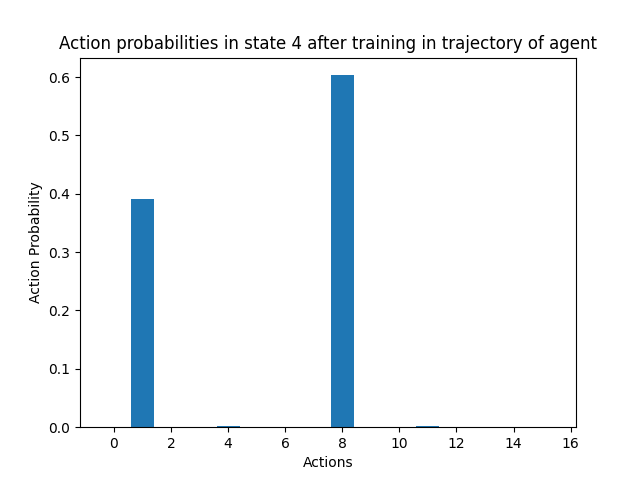 Action probabilities in state 4 after training in trajectory of agent
0.6
0.5
0.4
0.3
0.2
0.1
0.0
Action Probability
0 2 4 6 8 10 12 14 16
Actions